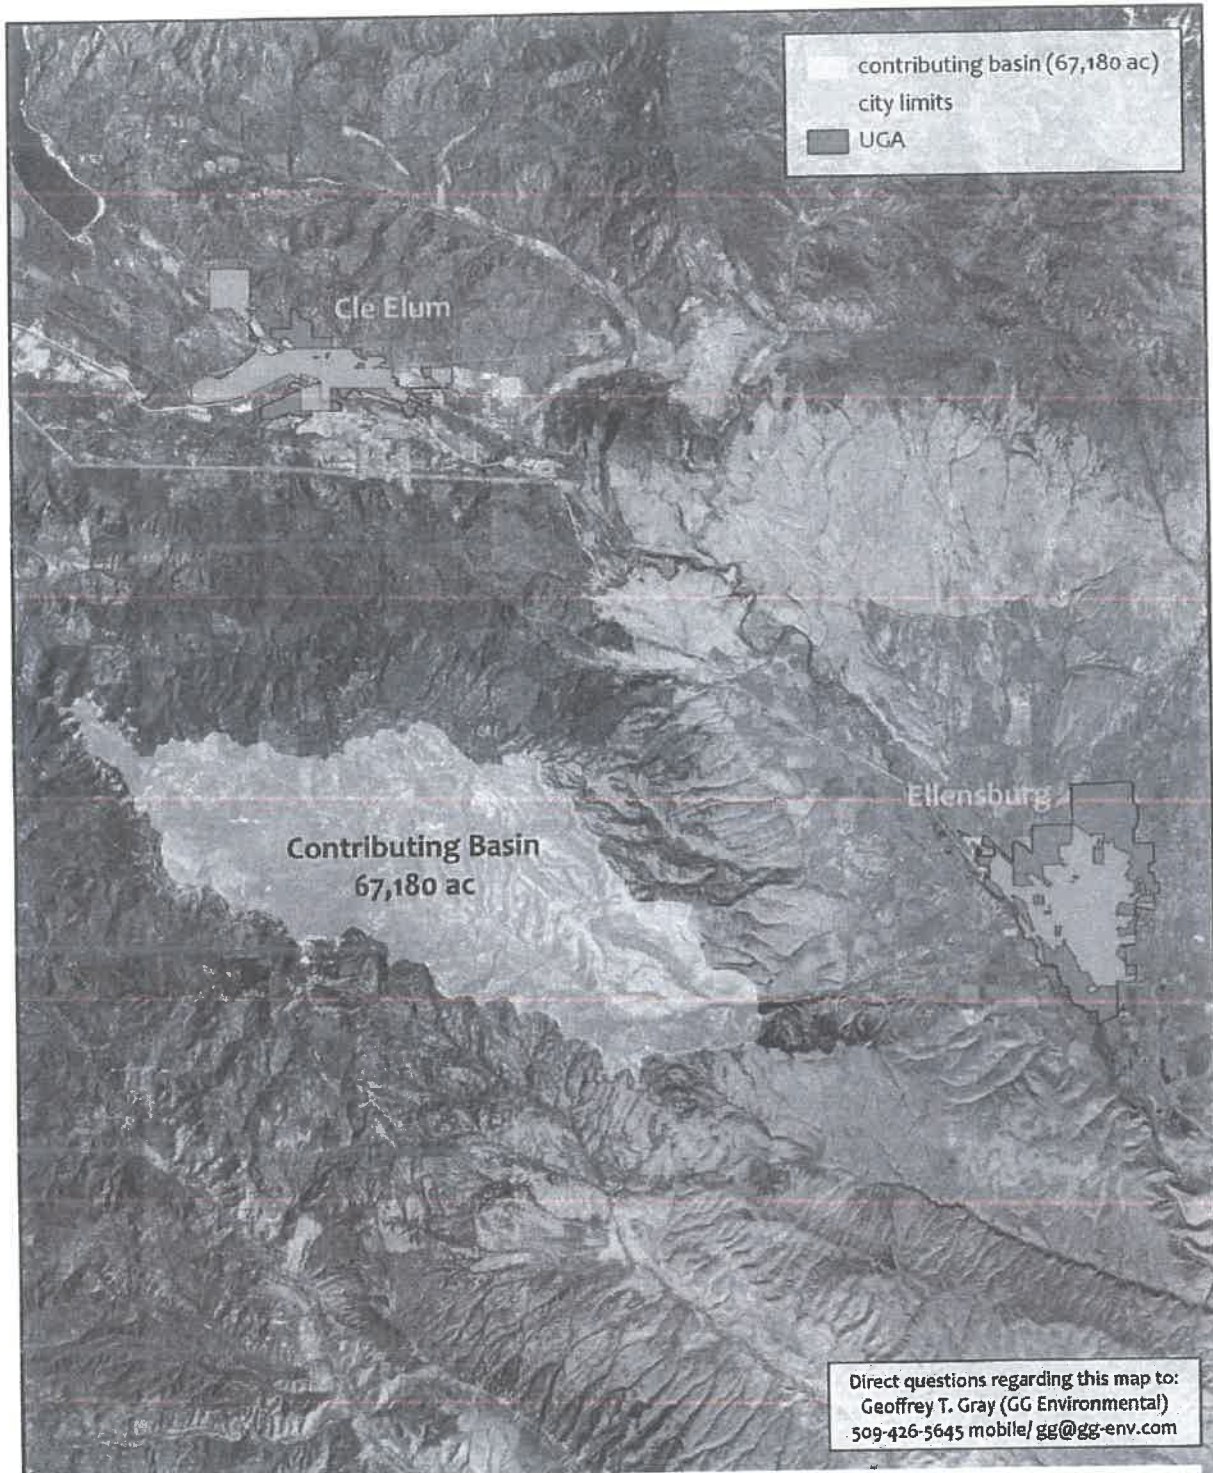 contributing basin (67,180 ac)
city limits
UGA
Cle Elum
Ellensburg
Contributing Basin
67,180 ac
Direct questions regarding this map to:
Geoffrey T. Gray (GG Environmental)
509-426-5645 mobile/ gg@gg-env.com